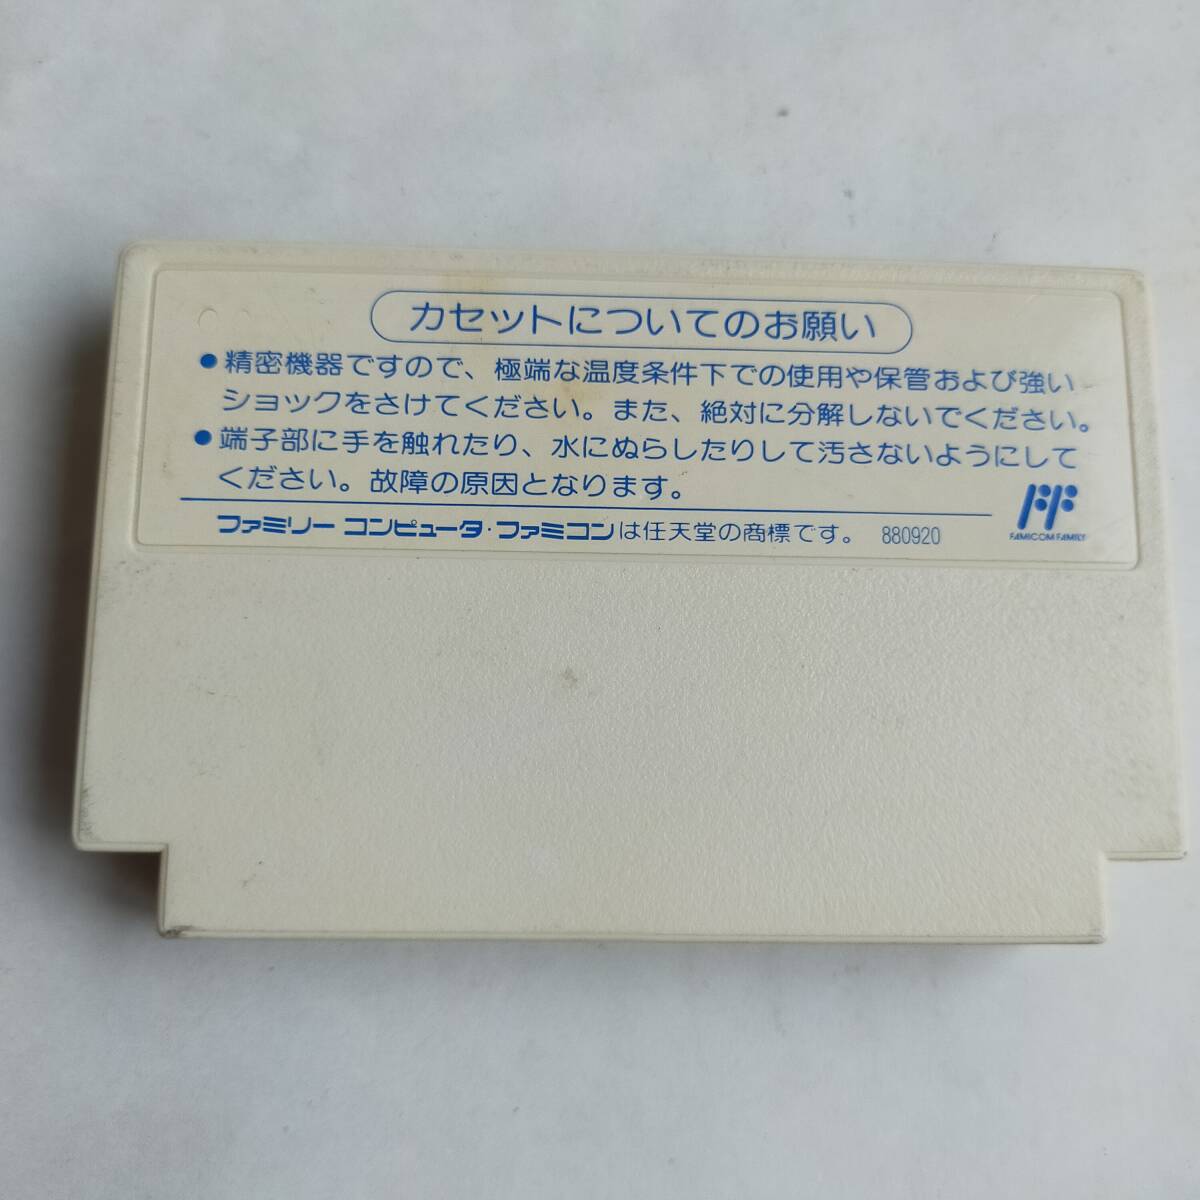 カセットについてのお願い
●精密機器ですので、極端な温度条件下での使用や保管および強い
ショックをさけてください。また、絶対に分解しないでください。
●端子部に手を触れたり、水にぬらしたりして汚さないようにして
ください。故障の原因となります。
ファミリー コンピュータ・ファミコンは任天堂の商標です。 880920
FF
FAMICOM FAMILY